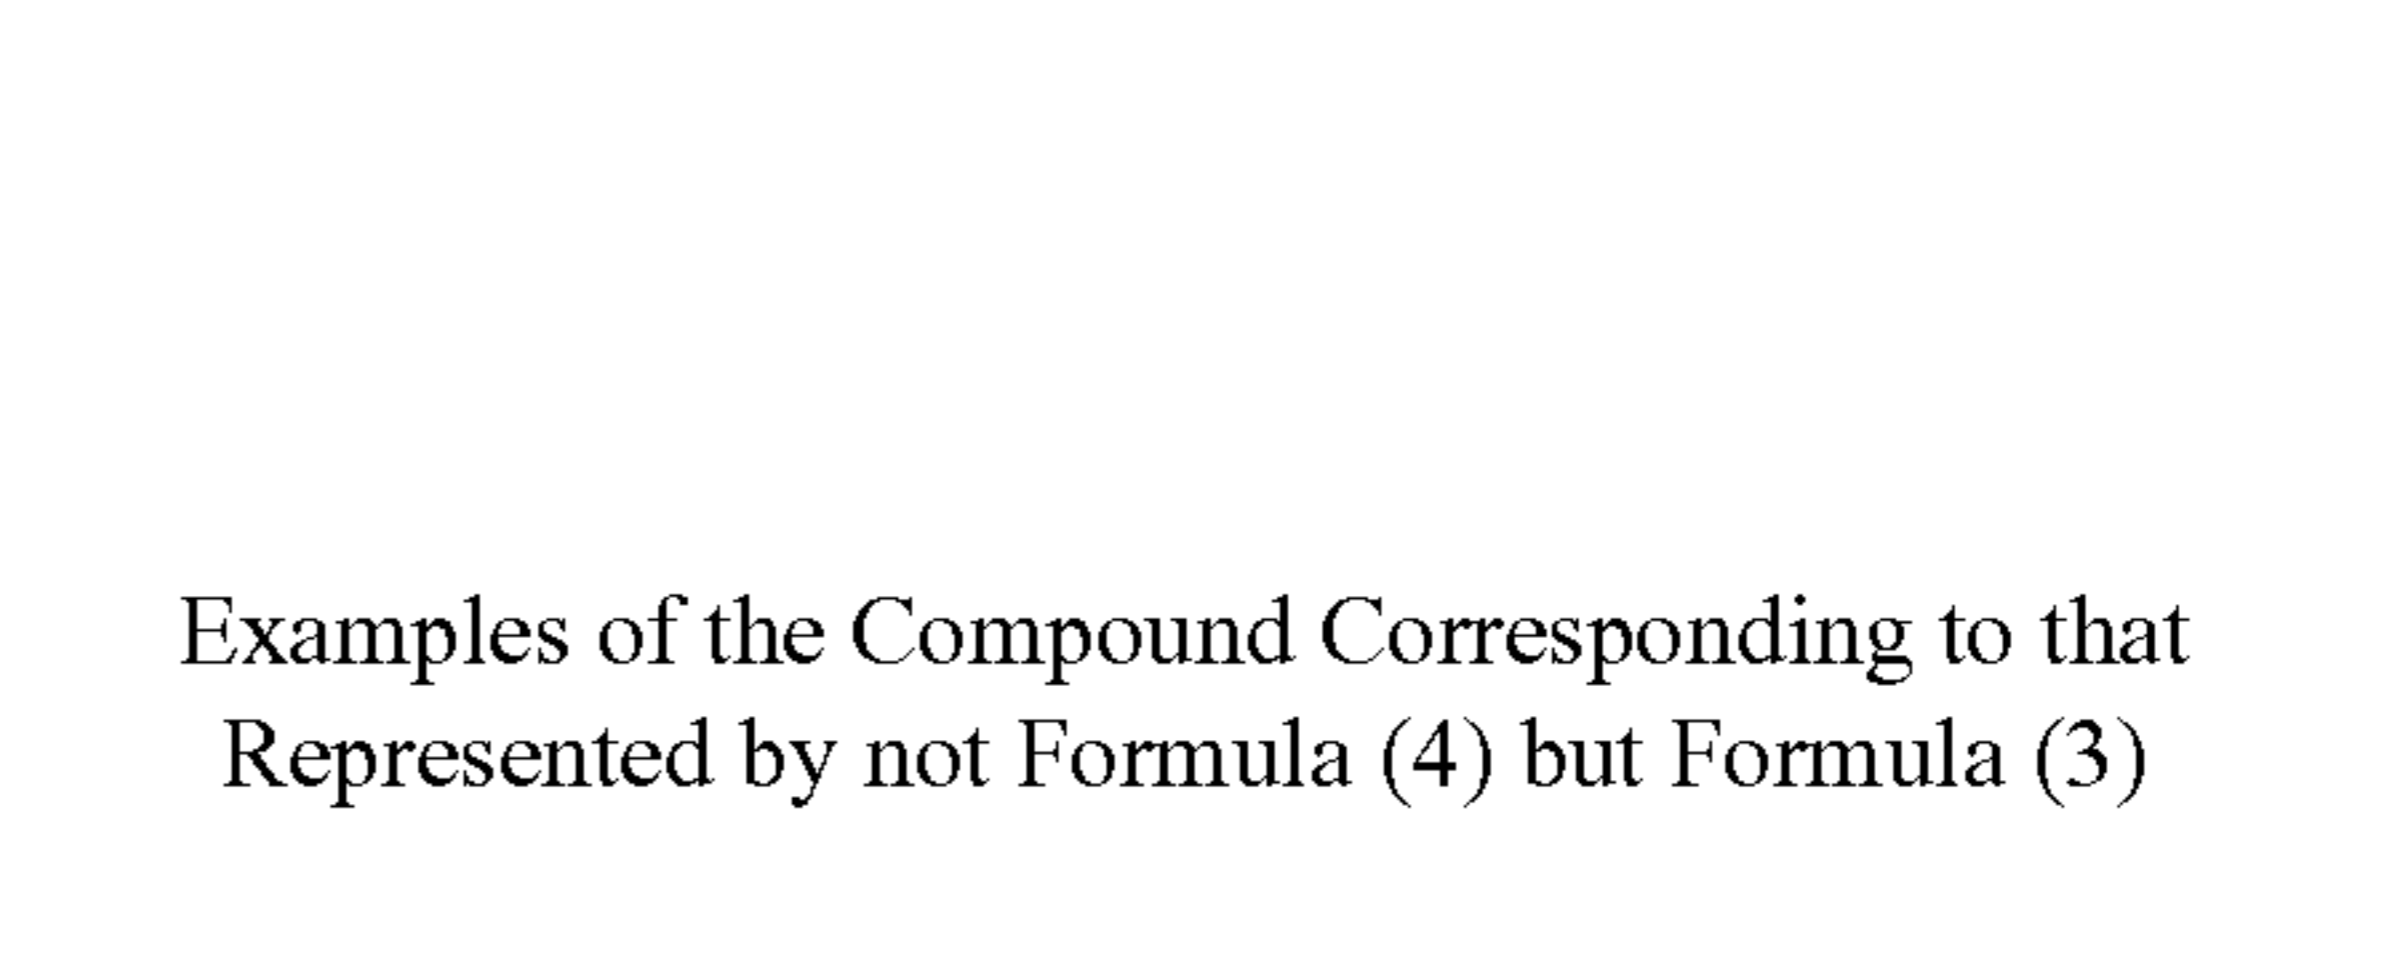 Examples of the Compound Corresponding to that
Represented by not Formula (4) but Formula (3)